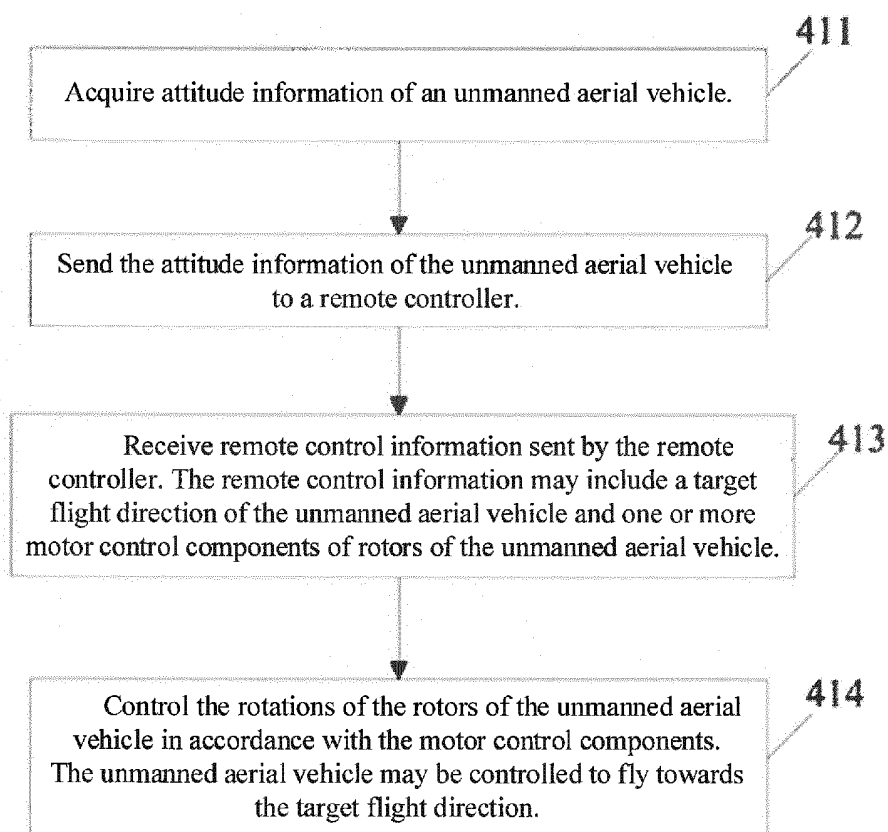 411
Acquire attitude information of an unmanned aerial vehicle.
412
Send the attitude information of the unmanned aerial vehicle
to a remote controller.
413
Receive remote control information sent by the remote
controller. The remote control information may include a target
flight direction of the unmanned aerial vehicle and one or more
motor control components of rotors of the unmanned aerial vehicle.
414
Control the rotations of the rotors of the unmanned aerial
vehicle in accordance with the motor control components.
The unmanned aerial vehicle may be controlled to fly towards
the target flight direction.